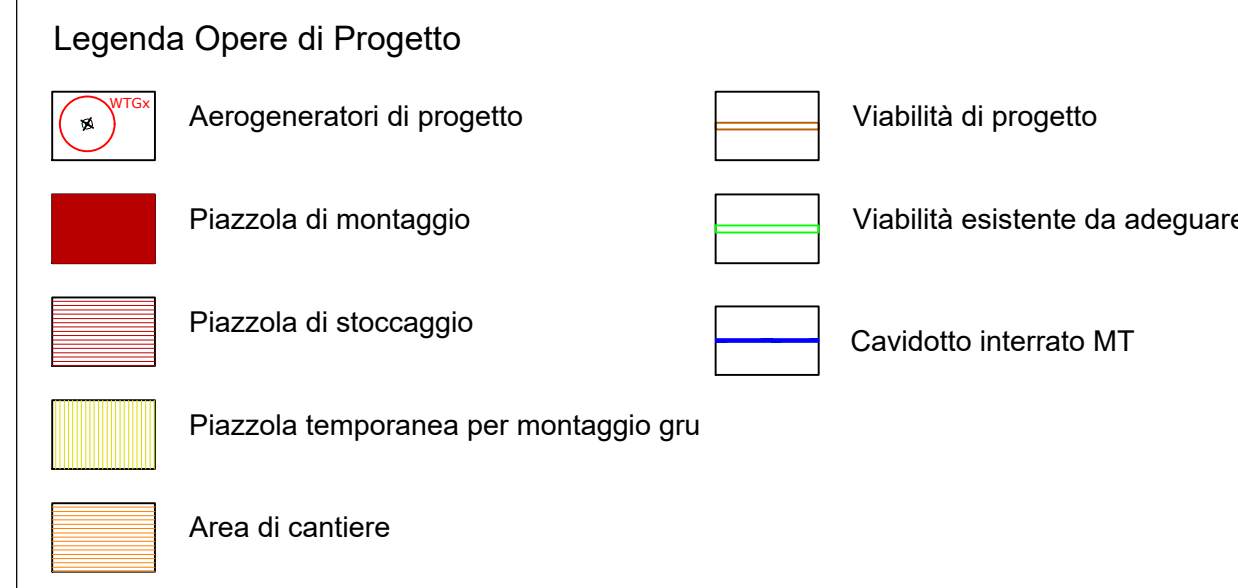 Legenda Opere di Progetto
WTGx
Aerogeneratori di progetto
Piazzola di montaggio
Piazzola di stoccaggio
Piazzola temporanea per montaggio gru
Area di cantiere
Viabilità di progetto
Viabilità esistente da adeguare
Cavidotto interrato MT